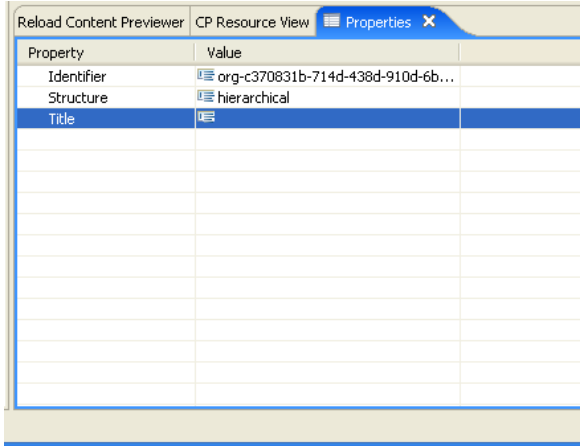 Reload Content Previewer CP Resource View Properties
Property Value
Identifier org-c370831b-714d-438d-910d-6b...
Structure hierarchical
Title